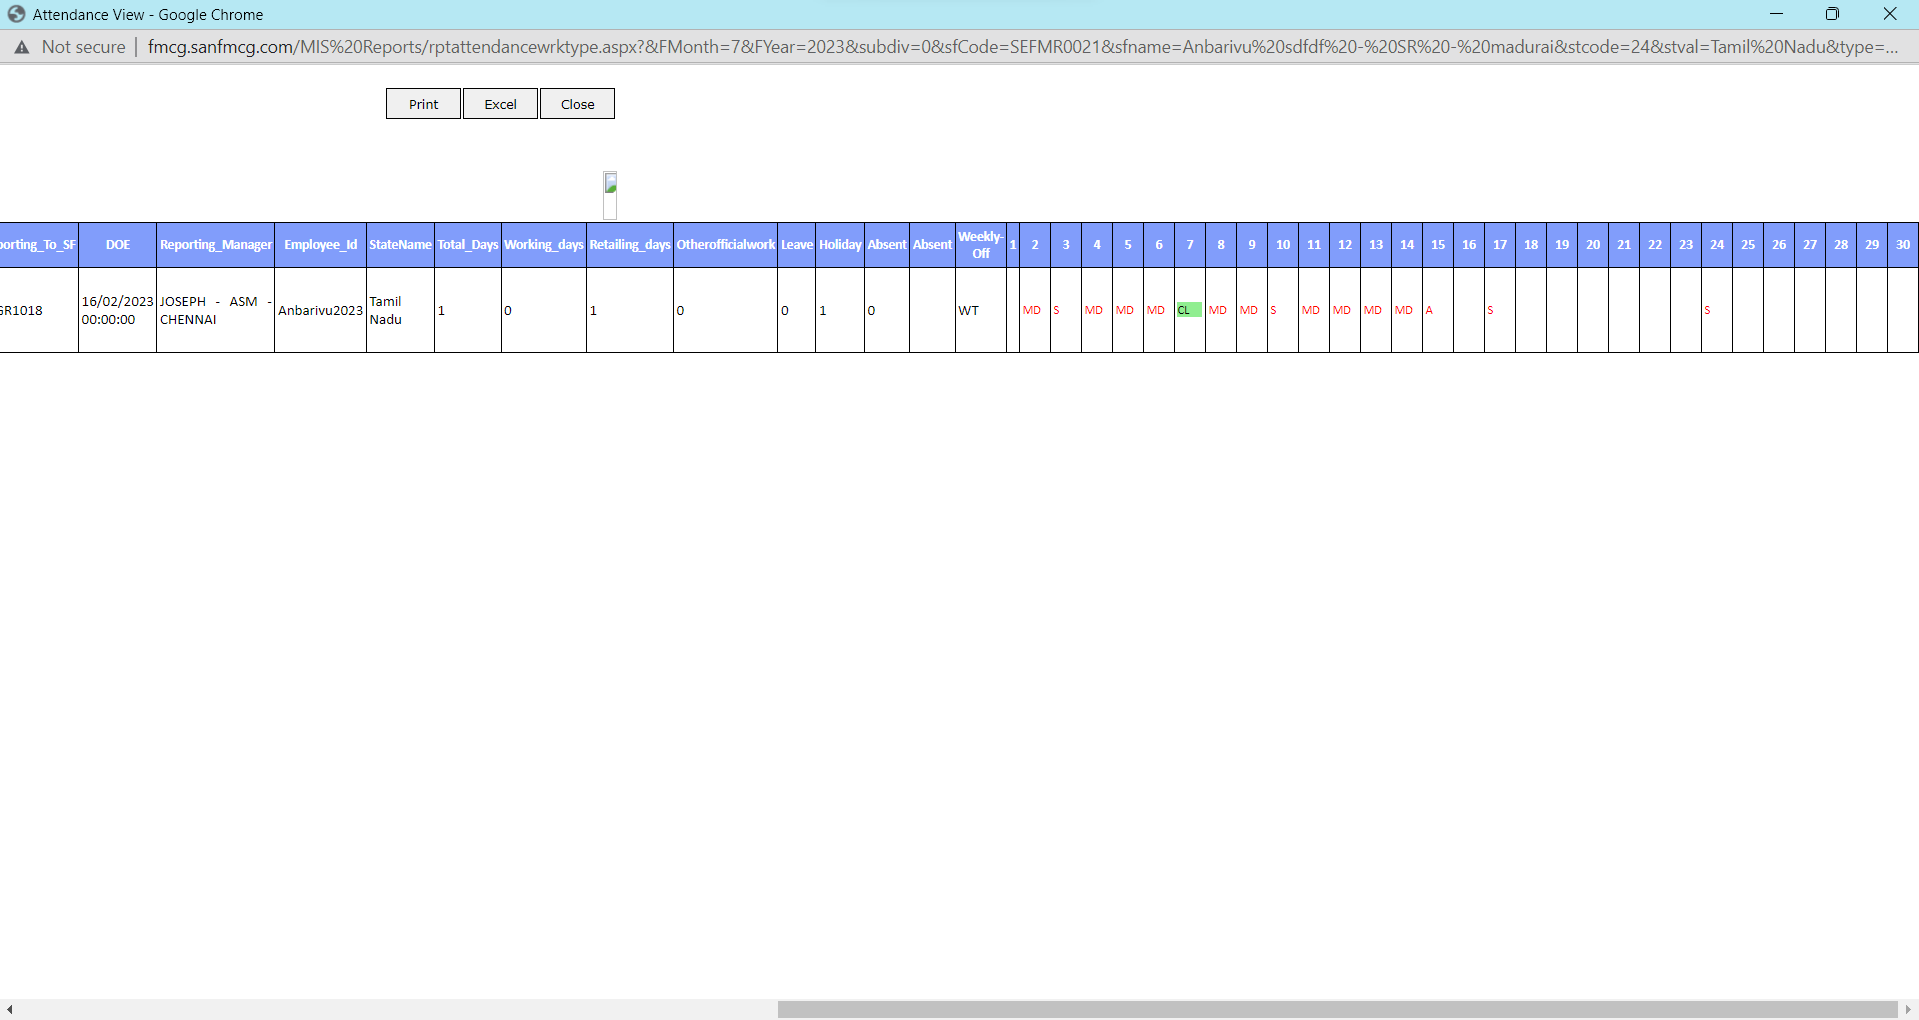 Attendance View - Google Chrome
Not secure | fmcg.sanfmcg.com/MIS%20Reports/rptattendancewrktype.aspx?&FMonth=7&FYear=2023&subdiv=0&sfCode=SEFMR0021&sfname=Anbarivu%20sdfdf%20-%20SR%20-%20madurai&stcode=24&stval=Tamil%20Nadu&type=...
Print Excel Close
porting_To_SF DOE Reporting_Manager Employee_Id StateName Total_Days Working_days Retailing_days Otherofficialwork Leave Holiday Absent Absent Weekly-Off 1 2 3 4 5 6 7 8 9 10 11 12 13 14 15 16 17 18 19 20 21 22 23 24 25 26 27 28 29 30
GR1018 16/02/2023 00:00:00 JOSEPH - ASM - CHENNAI Anbarivu2023 Tamil Nadu 1 0 1 0 0 1 0 WT MD S MD MD MD CL MD MD S MD MD MD MD A S S